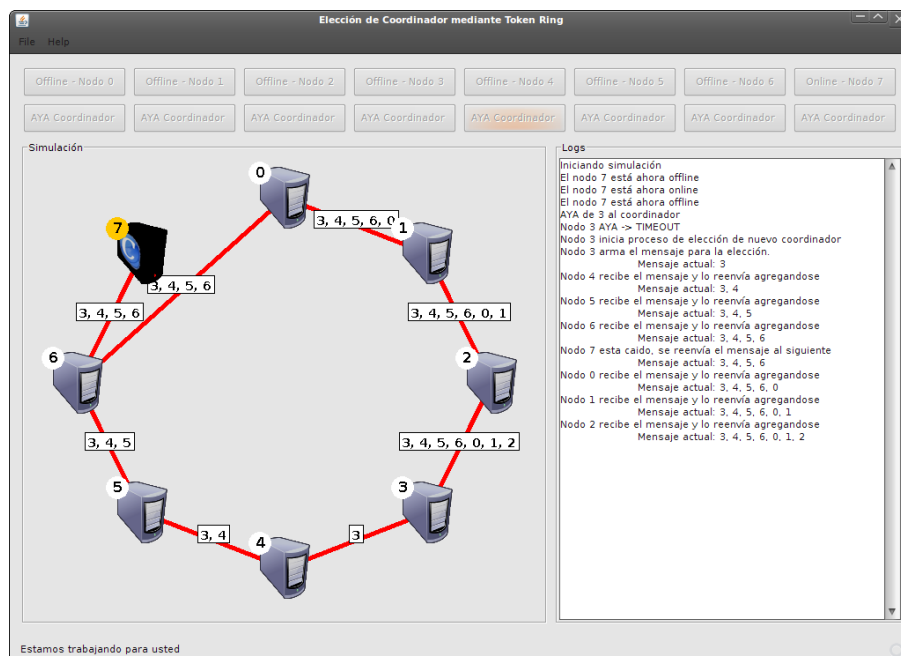 Elección de Coordinador mediante Token Ring
File Help
Offline - Nodo 0 Offline - Nodo 1 Offline - Nodo 2 Offline - Nodo 3 Offline - Nodo 4 Offline - Nodo 5 Offline - Nodo 6 Online - Nodo 7
AYA Coordinador AYA Coordinador AYA Coordinador AYA Coordinador AYA Coordinador AYA Coordinador AYA Coordinador AYA Coordinador
Simulación
0
3, 4, 5, 6, 0
1
7
3, 4, 5, 6
3, 4, 5, 6
3, 4, 5, 6, 0, 1
6
2
3, 4, 5
3, 4, 5, 6, 0, 1, 2
5
3
3, 4
4
3
Logs
Iniciando simulación
El nodo 7 está ahora offline
El nodo 7 está ahora online
El nodo 7 está ahora offline
AYA de 3 al coordinador
Nodo 3 AYA -> TIMEOUT
Nodo 3 inicia proceso de elección de nuevo coordinador
Nodo 3 arma el mensaje para la elección.
Mensaje actual: 3
Nodo 4 recibe el mensaje y lo reenvía agregandose
Mensaje actual: 3, 4
Nodo 5 recibe el mensaje y lo reenvía agregandose
Mensaje actual: 3, 4, 5
Nodo 6 recibe el mensaje y lo reenvía agregandose
Mensaje actual: 3, 4, 5, 6
Nodo 7 esta caido, se reenvía el mensaje al siguiente
Mensaje actual: 3, 4, 5, 6
Nodo 0 recibe el mensaje y lo reenvía agregandose
Mensaje actual: 3, 4, 5, 6, 0
Nodo 1 recibe el mensaje y lo reenvía agregandose
Mensaje actual: 3, 4, 5, 6, 0, 1
Nodo 2 recibe el mensaje y lo reenvía agregandose
Mensaje actual: 3, 4, 5, 6, 0, 1, 2
Estamos trabajando para usted